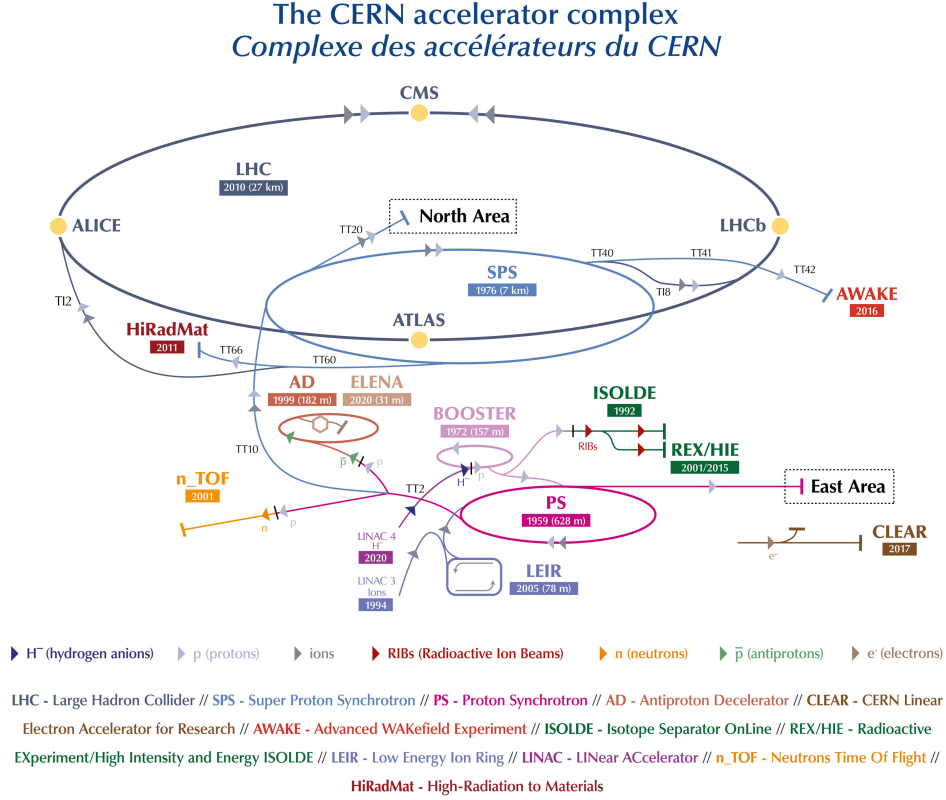 The CERN accelerator complex
Complexe des accélérateurs du CERN
CMS
LHC
2010 (27 km)
North Area
ALICE
TT20
LHCb
TT40
TT41
SPS
TT42
1976 (7 km)
TI8
TI2
AWAKE
2016
ATLAS
HiRadMat
2011
TT66
TT60
AD
ELENA
1999 (182 m)
2020 (31 m)
ISOLDE
1992
BOOSTER
1972 (157 m)
RIBs
REX/HIE
2001/2015
TT10
p̅
p
H⁻
p
n_TOF
2001
TT2
East Area
PS
1959 (628 m)
n
p
LINAC 4
H⁻
2020
CLEAR
2017
e⁻
LINAC 3
Ions
1994
LEIR
2005 (78 m)
H⁻ (hydrogen anions)
p (protons)
ions
RIBs (Radioactive Ion Beams)
n (neutrons)
p̅ (antiprotons)
e⁻ (electrons)
LHC - Large Hadron Collider // SPS - Super Proton Synchrotron // PS - Proton Synchrotron // AD - Antiproton Decelerator // CLEAR - CERN Linear
Electron Accelerator for Research // AWAKE - Advanced WAKefield Experiment // ISOLDE - Isotope Separator OnLine // REX/HIE - Radioactive
EXperiment/High Intensity and Energy ISOLDE // LEIR - Low Energy Ion Ring // LINAC - LINear ACcelerator // n_TOF - Neutrons Time Of Flight //
HiRadMat - High-Radiation to Materials